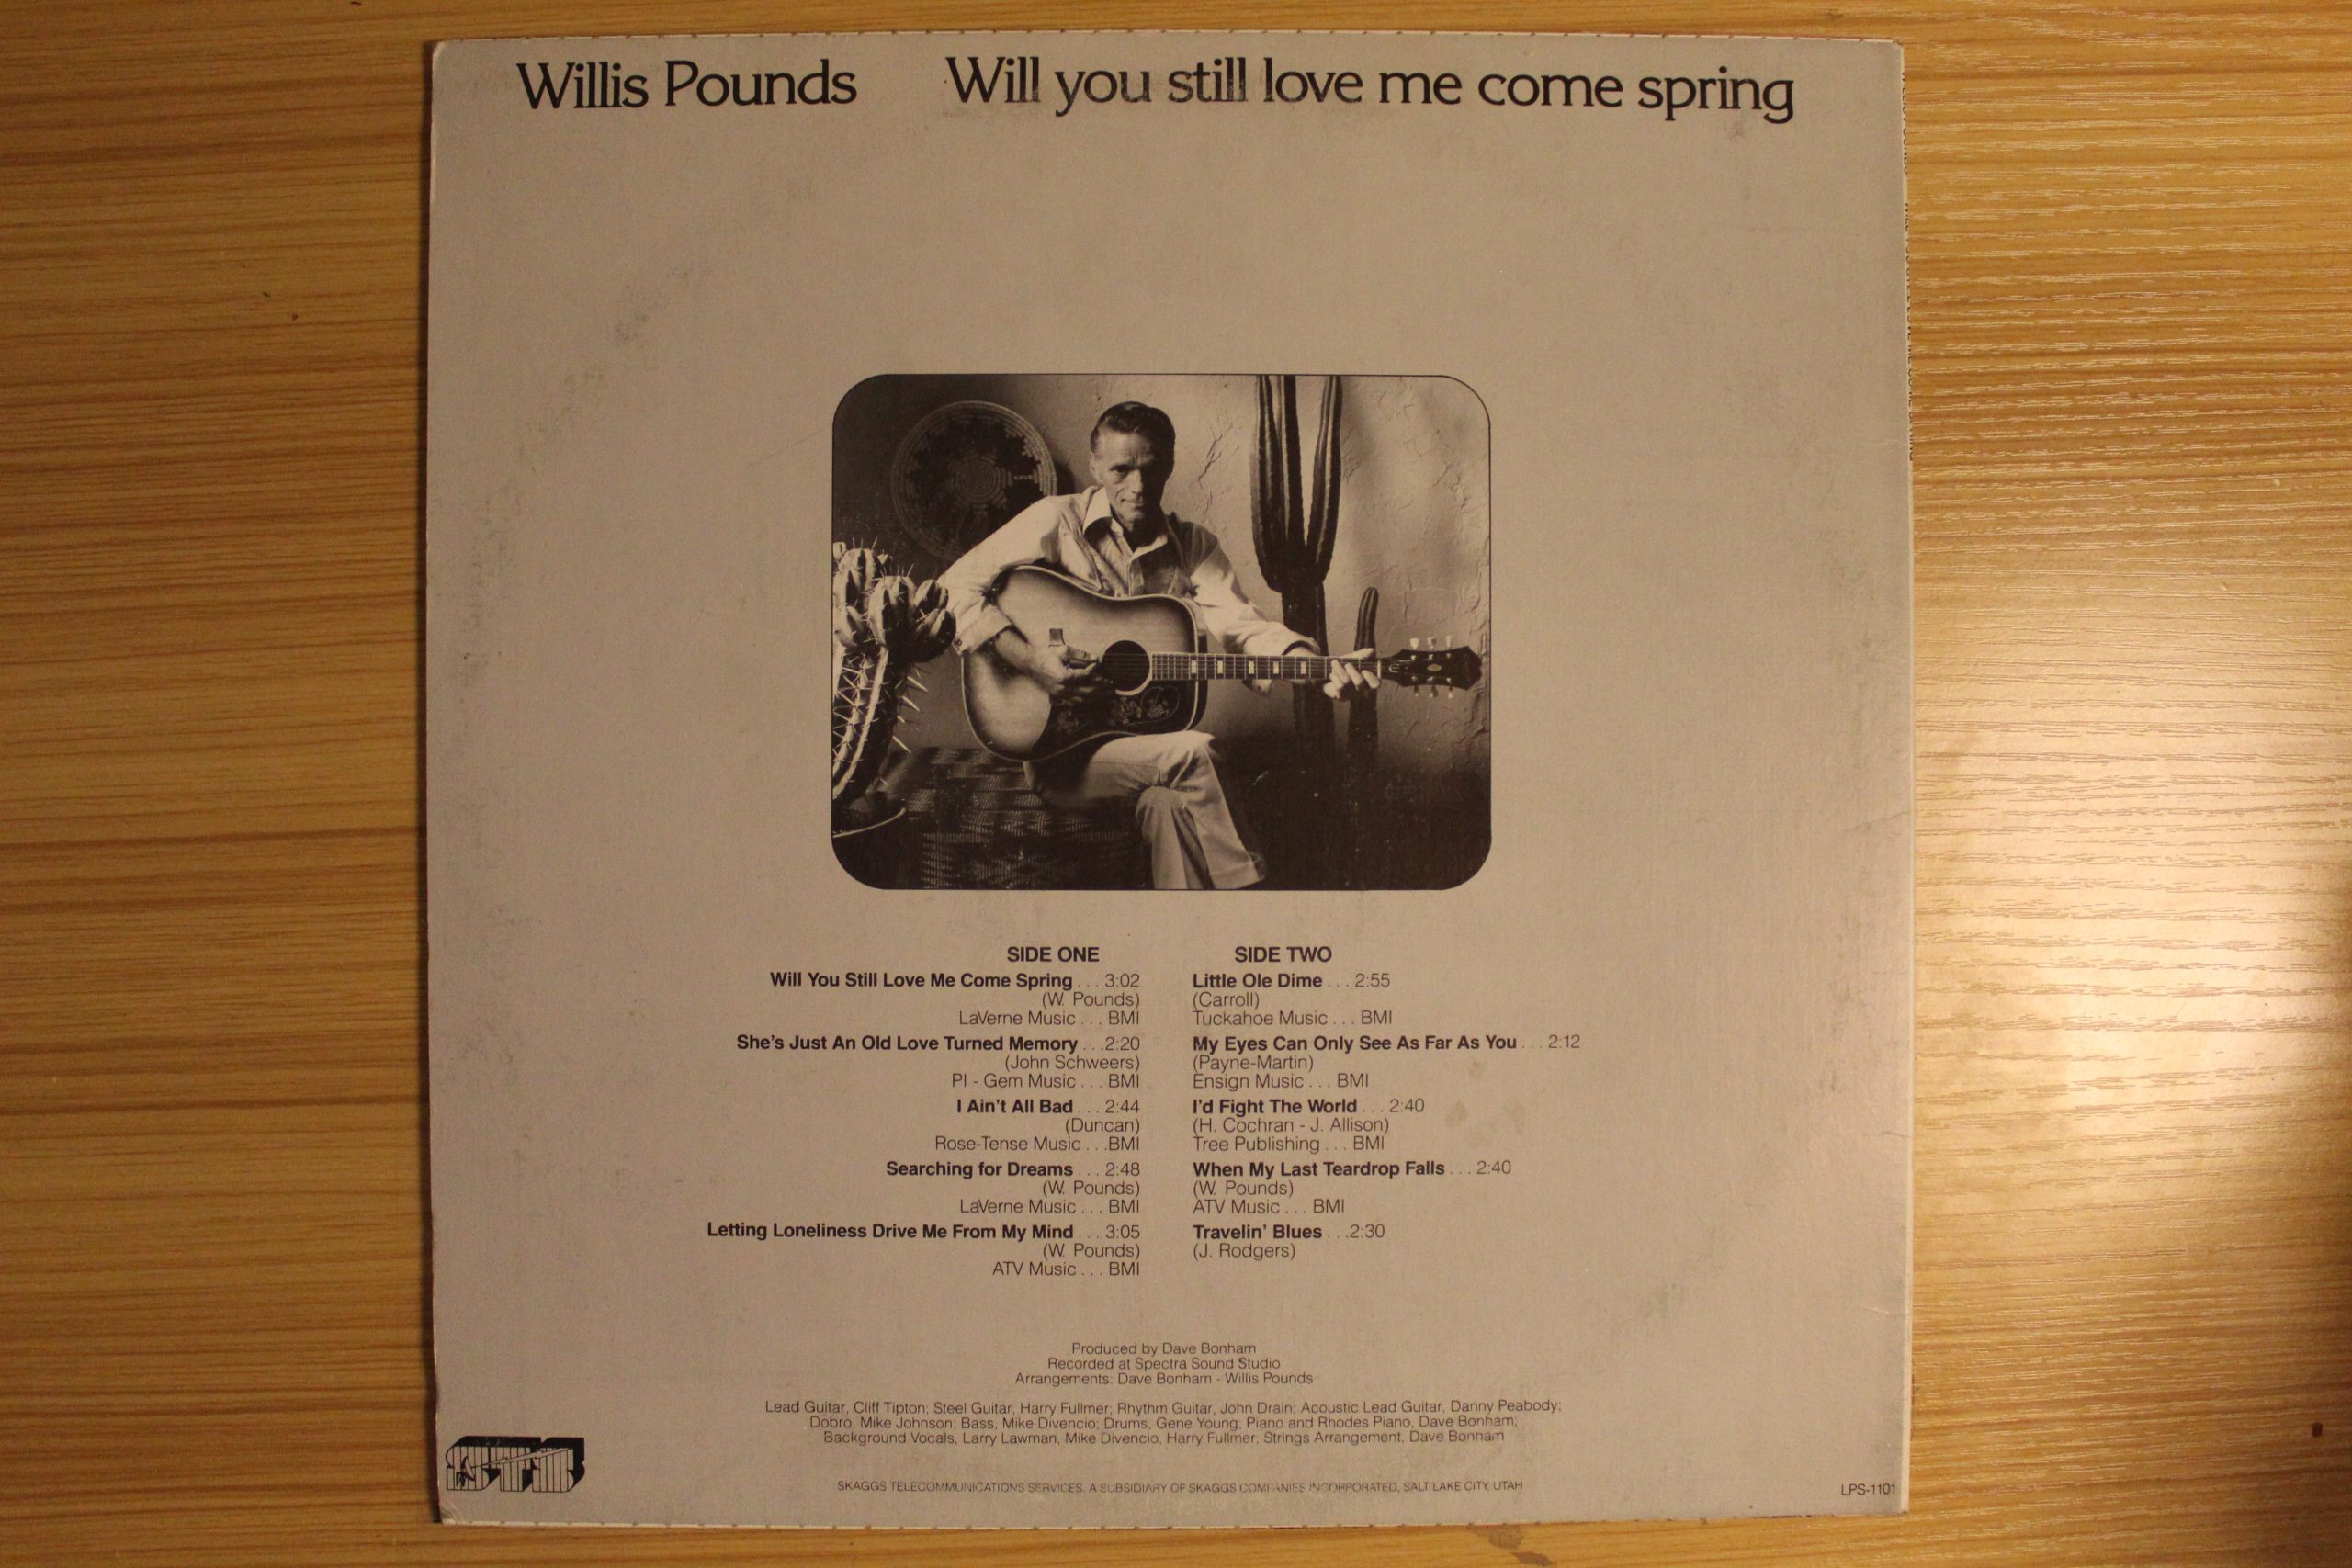 Willis Pounds Will you still love me come spring
SIDE ONE
Will You Still Love Me Come Spring . . . 3:02
(W. Pounds)
LaVerne Music . . . BMI
She's Just An Old Love Turned Memory . . .2:20
(John Schweers)
PI - Gem Music . . . BMI
I Ain't All Bad . . . 2:44
(Duncan)
Rose-Tense Music . . .BMI
Searching for Dreams . . . 2:48
(W. Pounds)
LaVerne Music . . . BMI
Letting Loneliness Drive Me From My Mind . . . 3:05
(W. Pounds)
ATV Music . . . BMI
SIDE TWO
Little Ole Dime . . . 2:55
(Carroll)
Tuckahoe Music . . . BMI
My Eyes Can Only See As Far As You . . . 2:12
(Payne-Martin)
Ensign Music . . . BMI
I'd Fight The World . . . 2:40
(H. Cochran - J. Allison)
Tree Publishing . . . BMI
When My Last Teardrop Falls . . . 2:40
(W. Pounds)
ATV Music . . . BMI
Travelin' Blues . . .2:30
(J. Rodgers)
Produced by Dave Bonham
Recorded at Spectra Sound Studio
Arrangements: Dave Bonham - Willis Pounds
Lead Guitar, Cliff Tipton; Steel Guitar, Harry Fullmer; Rhythm Guitar, John Drain; Acoustic Lead Guitar, Danny Peabody;
Dobro, Mike Johnson; Bass, Mike Divencio; Drums, Gene Young; Piano and Rhodes Piano, Dave Bonham;
Background Vocals, Larry Lawman, Mike Divencio, Harry Fullmer; Strings Arrangement, Dave Bonham
STS
SKAGGS TELECOMMUNICATIONS SERVICES, A SUBSIDIARY OF SKAGGS COMPANIES INCORPORATED, SALT LAKE CITY, UTAH
LPS-1101